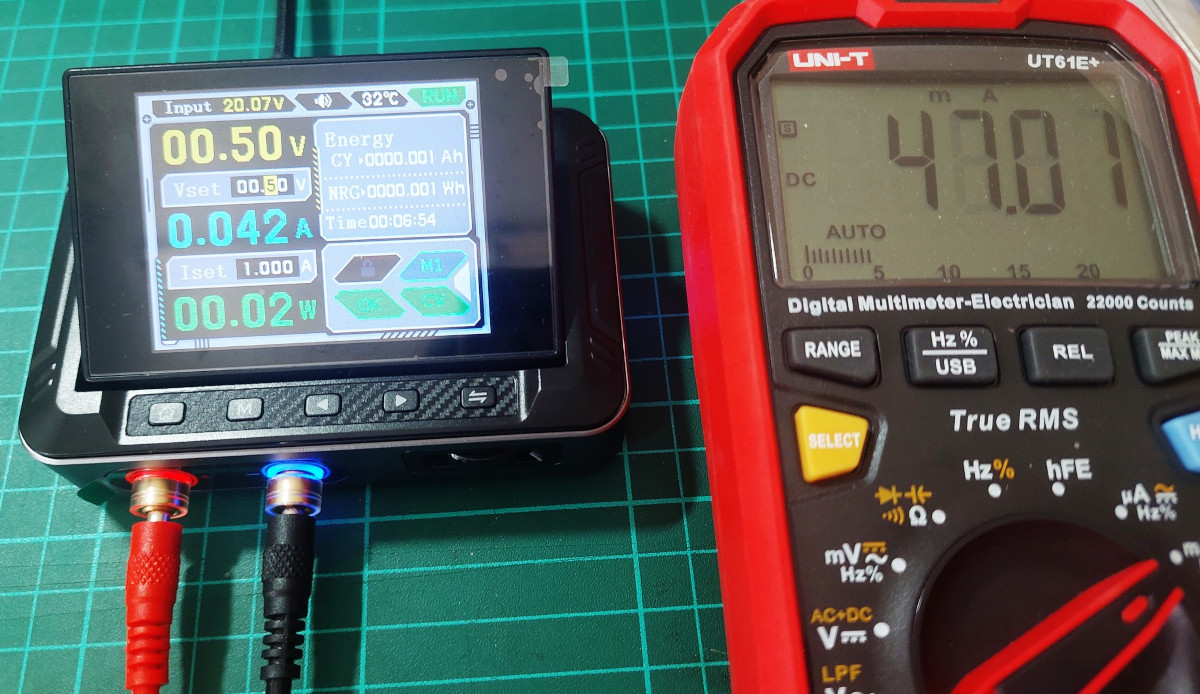 Input 20.07V 32℃ RUN
00.50 V
Vset 00.50 V
0.042 A
Iset 1.000 A
00.02 W
Energy
CY 0000.001 Ah
NRG 0000.001 Wh
Time 00:06:54
M1
OK
M
UNI-T UT61E+
m A
S
47.07
DC
AUTO
0 5 10 15 20
Digital Multimeter-Electrician 22000 Counts
RANGE
Hz %
USB
REL
PEAK
True RMS
SELECT
H
Hz%
hFE
Ω
µA
Hz%
mV
Hz%
m
AC+DC
V
LPF